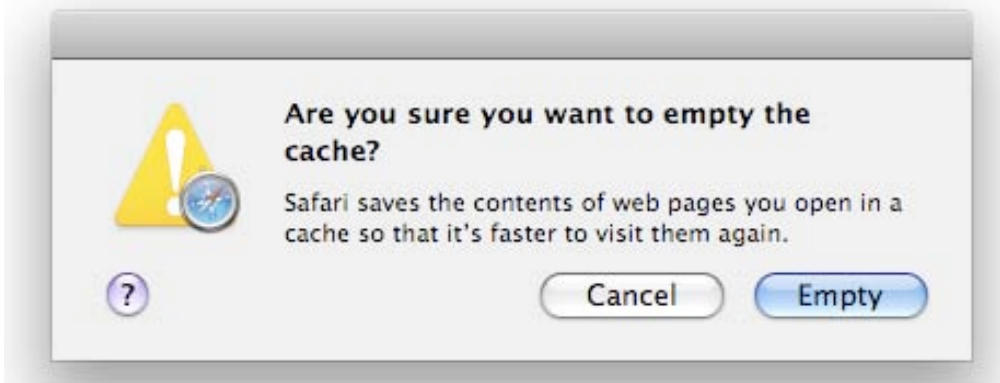 Are you sure you want to empty the
cache?
Safari saves the contents of web pages you open in a
cache so that it's faster to visit them again.
?
Cancel
Empty